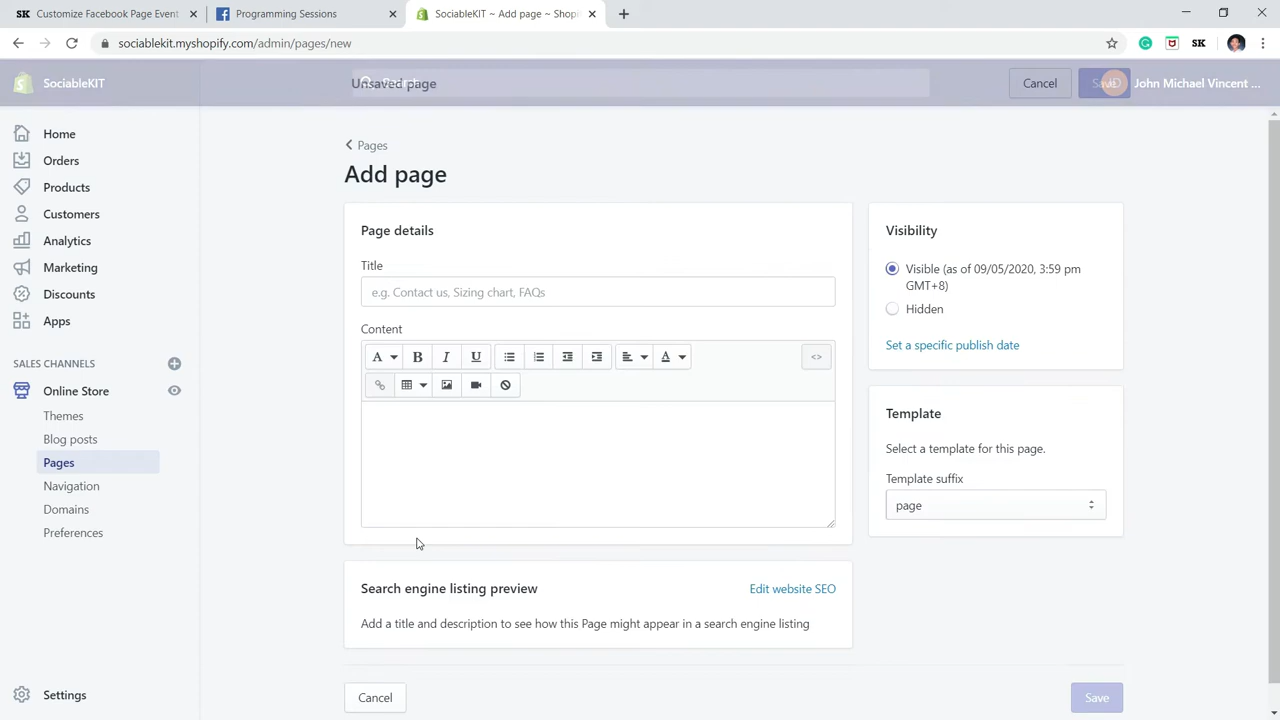 SK Customize Facebook Page Event
Programming Sessions
SociableKIT ~ Add page ~ Shopi
sociablekit.myshopify.com/admin/pages/new
SK
SociableKIT
Unsaved page
Cancel
Save
John Michael Vincent ...
Home
Orders
Products
Customers
Analytics
Marketing
Discounts
Apps
SALES CHANNELS
Online Store
Themes
Blog posts
Pages
Navigation
Domains
Preferences
Settings
Pages
Add page
Page details
Title
e.g. Contact us, Sizing chart, FAQs
Content
A B I U A <>
Search engine listing preview
Edit website SEO
Add a title and description to see how this Page might appear in a search engine listing
Cancel
Save
Visibility
Visible (as of 09/05/2020, 3:59 pm
GMT+8)
Hidden
Set a specific publish date
Template
Select a template for this page.
Template suffix
page